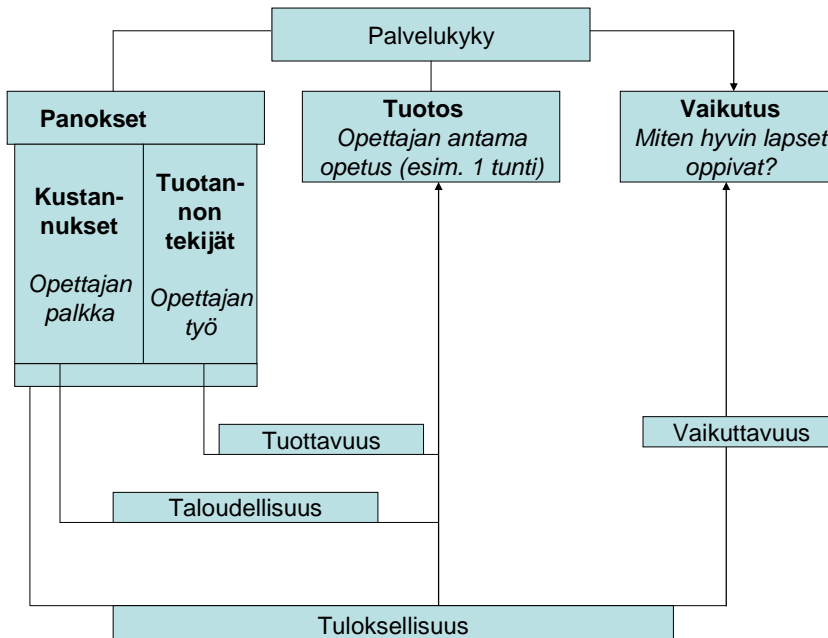 Palvelukyky
Panokset
Kustan-
nukset
Opettajan
palkka
Tuotan-
non
tekijät
Opettajan
työ
Tuotos
Opettajan antama
opetus (esim. 1 tunti)
Vaikutus
Miten hyvin lapset
oppivat?
Tuottavuus
Vaikuttavuus
Taloudellisuus
Tuloksellisuus